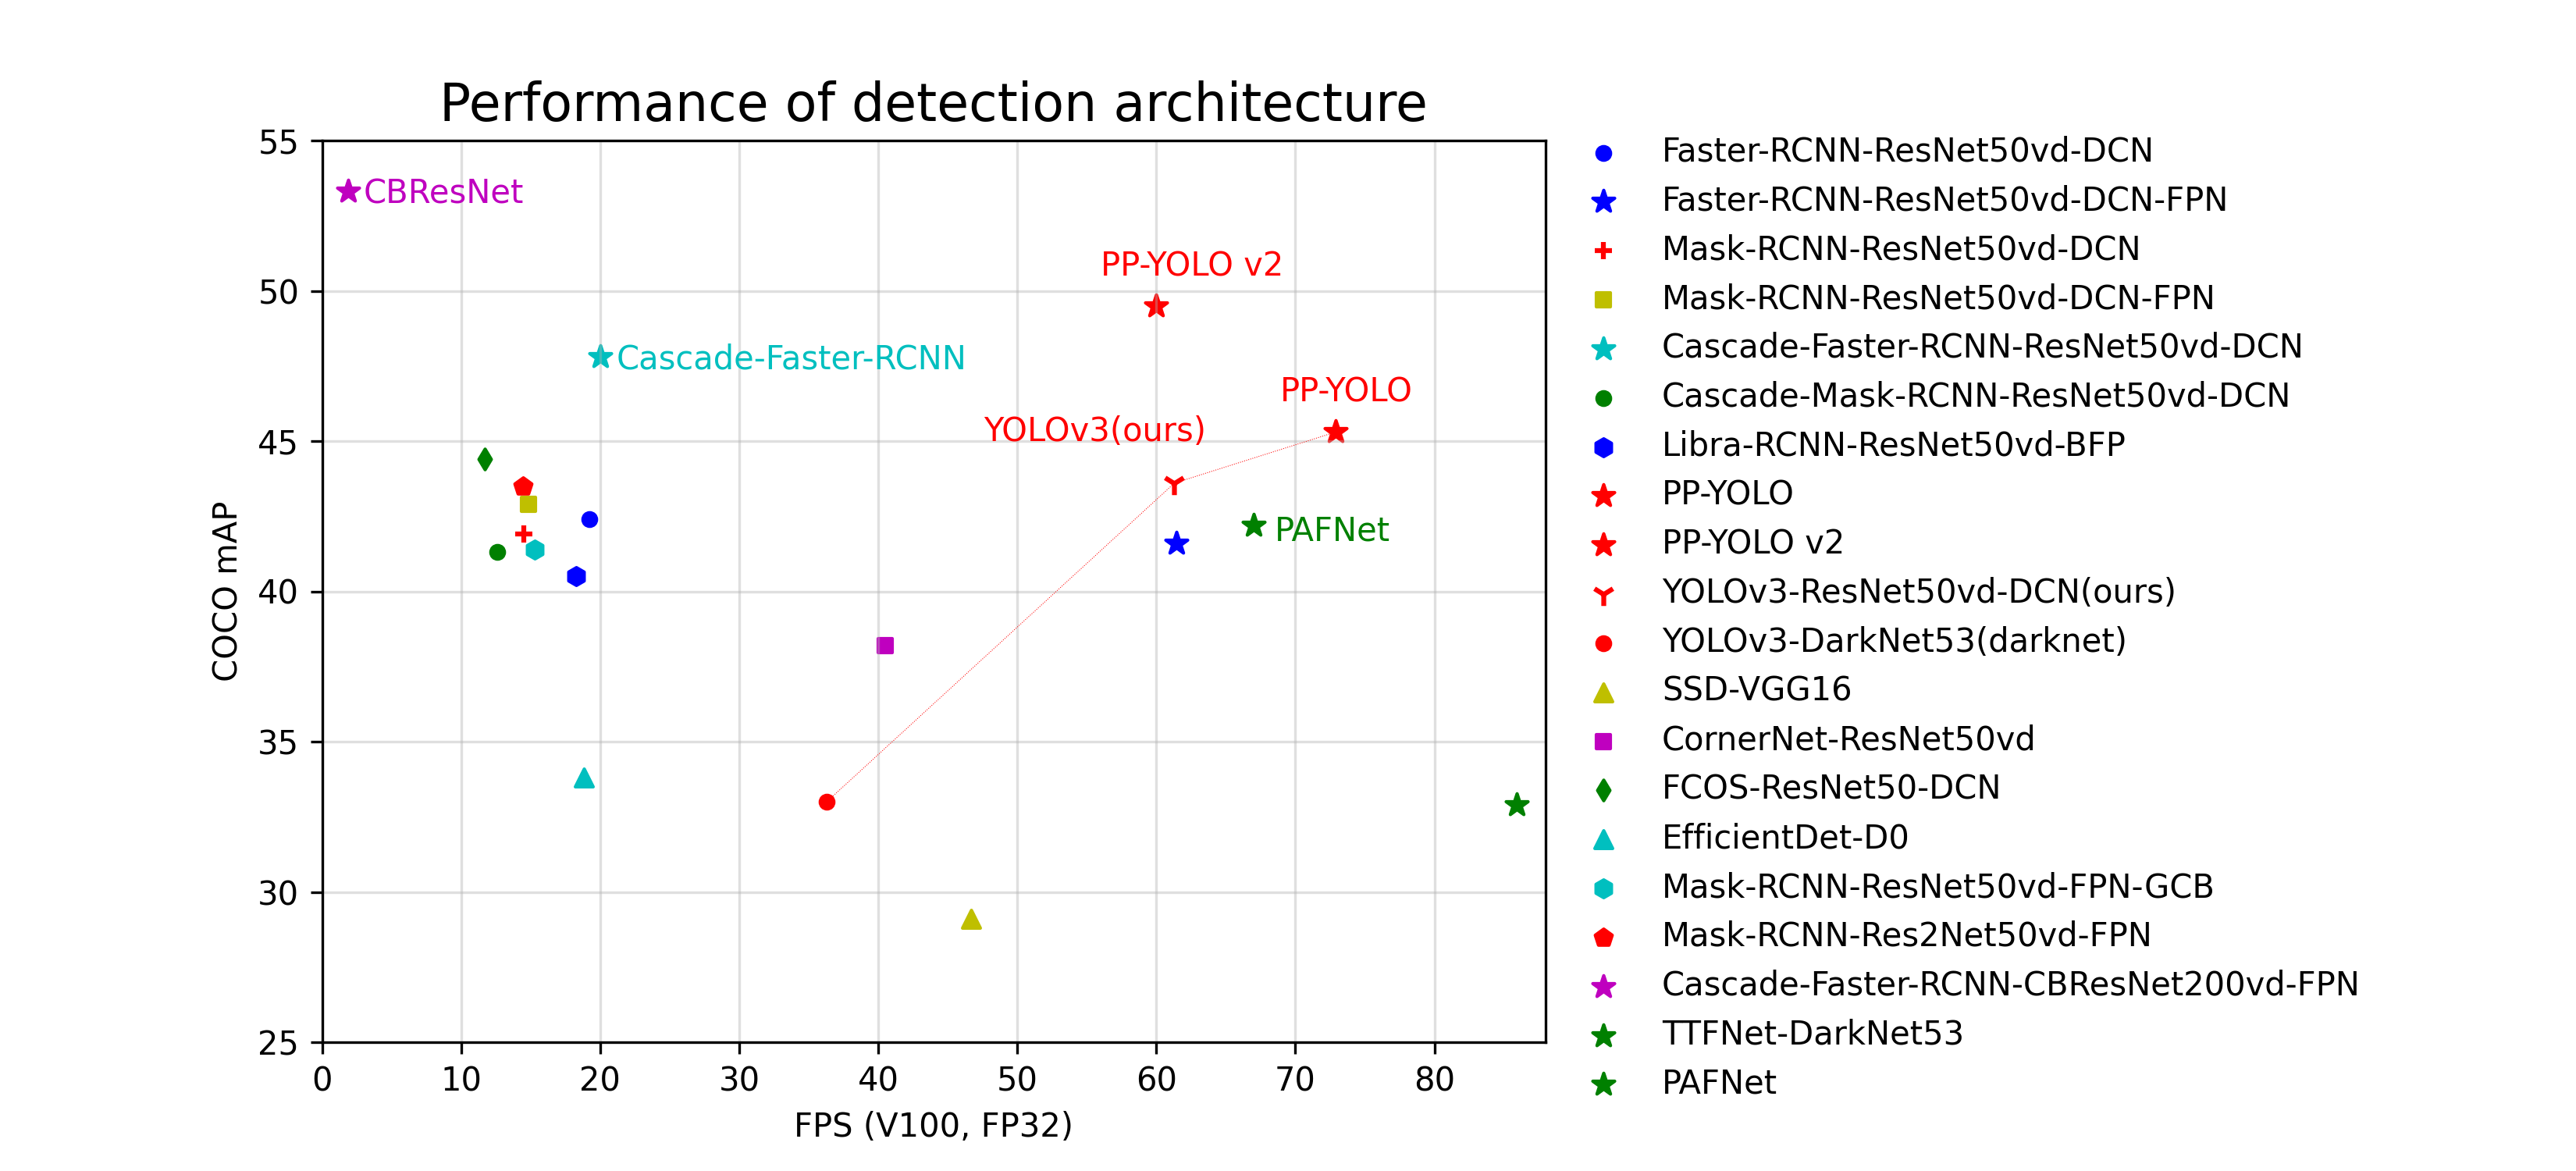 Performance of detection architecture
55
50
45
40
35
30
25
COCO mAP
CBResNet
PP-YOLO v2
Cascade-Faster-RCNN
PP-YOLO
YOLOv3(ours)
PAFNet
0 10 20 30 40 50 60 70 80
FPS (V100, FP32)
Faster-RCNN-ResNet50vd-DCN
Faster-RCNN-ResNet50vd-DCN-FPN
Mask-RCNN-ResNet50vd-DCN
Mask-RCNN-ResNet50vd-DCN-FPN
Cascade-Faster-RCNN-ResNet50vd-DCN
Cascade-Mask-RCNN-ResNet50vd-DCN
Libra-RCNN-ResNet50vd-BFP
PP-YOLO
PP-YOLO v2
YOLOv3-ResNet50vd-DCN(ours)
YOLOv3-DarkNet53(darknet)
SSD-VGG16
CornerNet-ResNet50vd
FCOS-ResNet50-DCN
EfficientDet-D0
Mask-RCNN-ResNet50vd-FPN-GCB
Mask-RCNN-Res2Net50vd-FPN
Cascade-Faster-RCNN-CBResNet200vd-FPN
TTFNet-DarkNet53
PAFNet